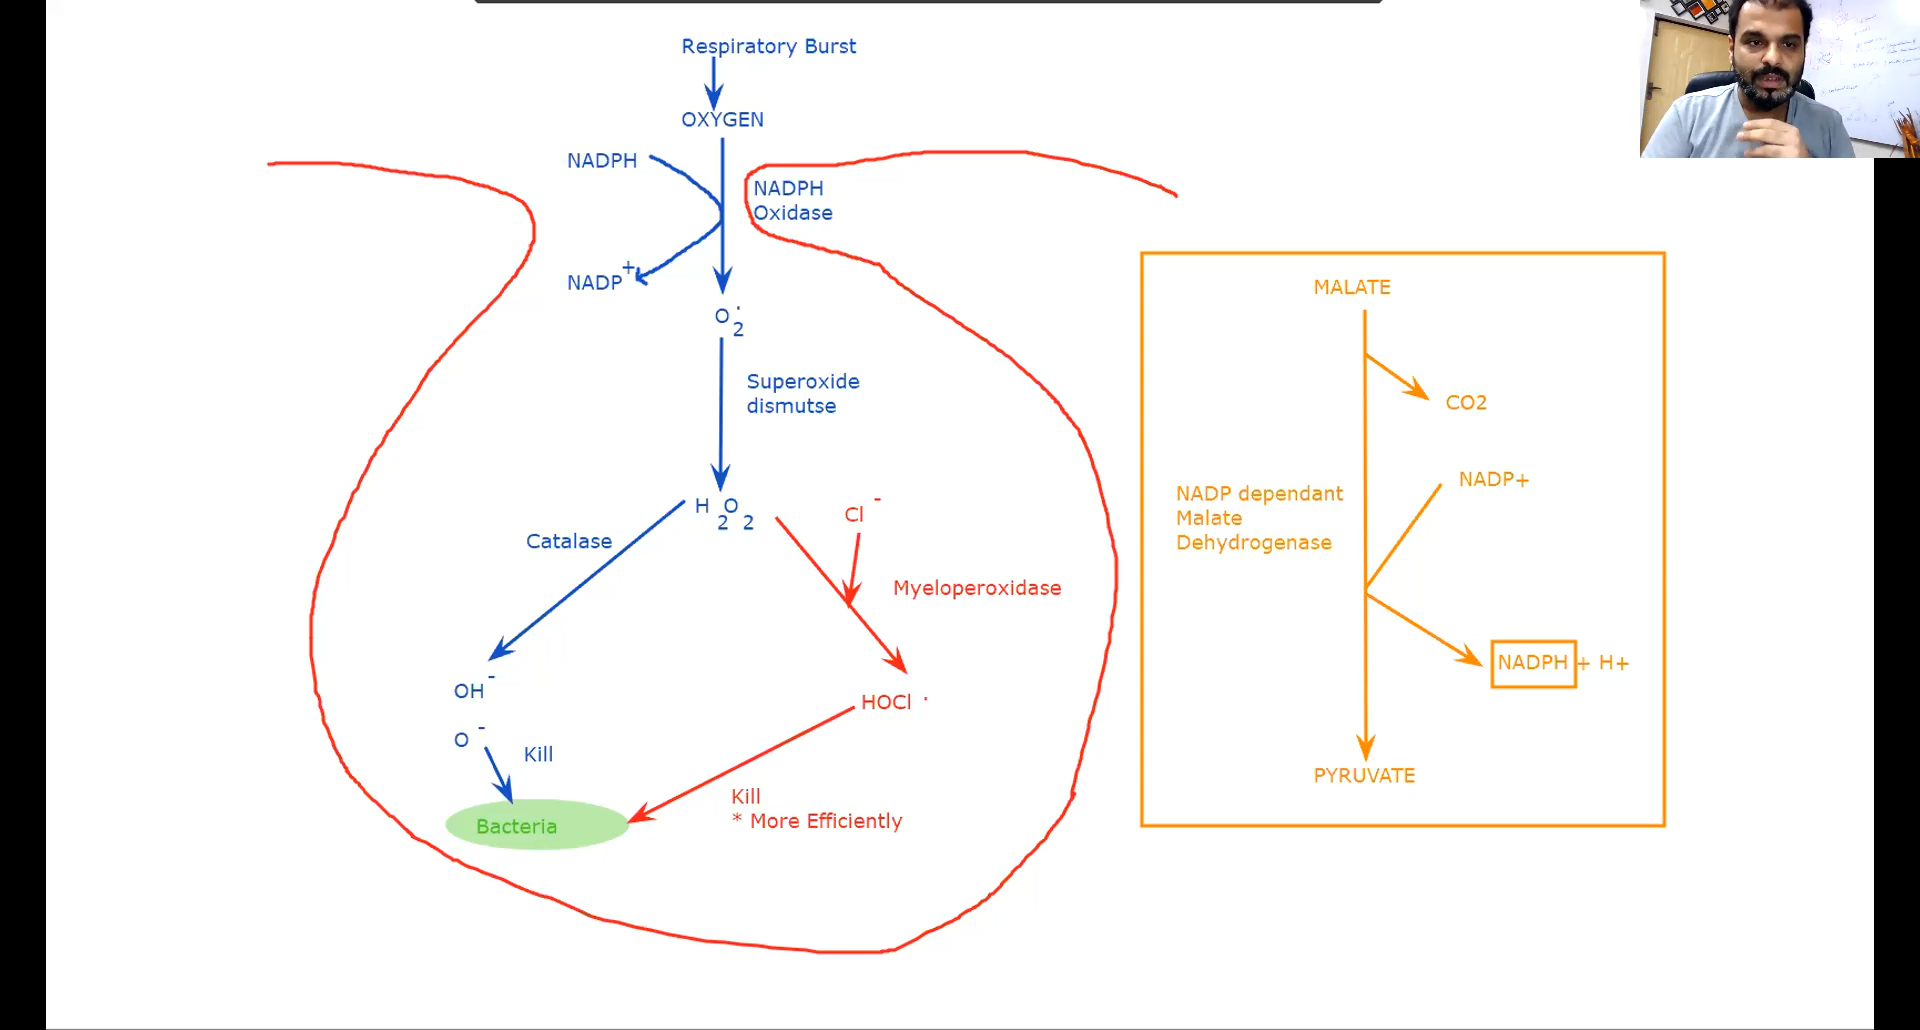 Respiratory Burst
OXYGEN
NADPH
NADPH
Oxidase
NADP+
O2·
Superoxide
dismutse
H2O2
Cl -
Catalase
Myeloperoxidase
OH-
HOCl ·
O-
Kill
Kill
* More Efficiently
Bacteria
MALATE
CO2
NADP+
NADP dependant
Malate
Dehydrogenase
NADPH + H+
PYRUVATE